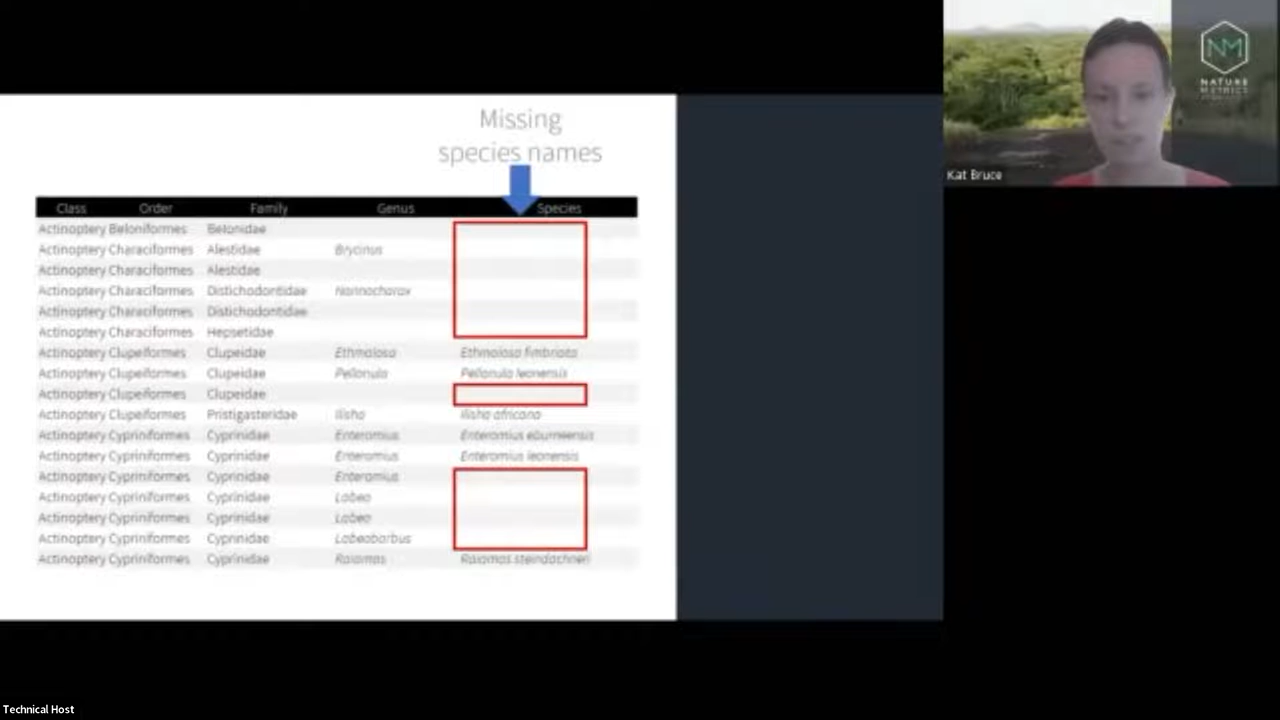 Missing
species names
Class Order Family Genus Species
Actinoptery Beloniformes Belonidae
Actinoptery Characiformes Alestidae Brycinus
Actinoptery Characiformes Alestidae
Actinoptery Characiformes Distichodontidae Nannocharax
Actinoptery Characiformes Distichodontidae
Actinoptery Characiformes Hepsetidae
Actinoptery Clupeiformes Clupeidae Ethmalosa Ethmalosa fimbriata
Actinoptery Clupeiformes Clupeidae Pellonula Pellonula leonensis
Actinoptery Clupeiformes Clupeidae
Actinoptery Clupeiformes Pristigasteridae Ilisha Ilisha africana
Actinoptery Cypriniformes Cyprinidae Enteromius Enteromius eburneensis
Actinoptery Cypriniformes Cyprinidae Enteromius Enteromius leonensis
Actinoptery Cypriniformes Cyprinidae Enteromius
Actinoptery Cypriniformes Cyprinidae Labeo
Actinoptery Cypriniformes Cyprinidae Labeo
Actinoptery Cypriniformes Cyprinidae Labeobarbus
Actinoptery Cypriniformes Cyprinidae Raiamas Raiamas steindachneri
NM
NATURE
METRICS
Kat Bruce
Technical Host